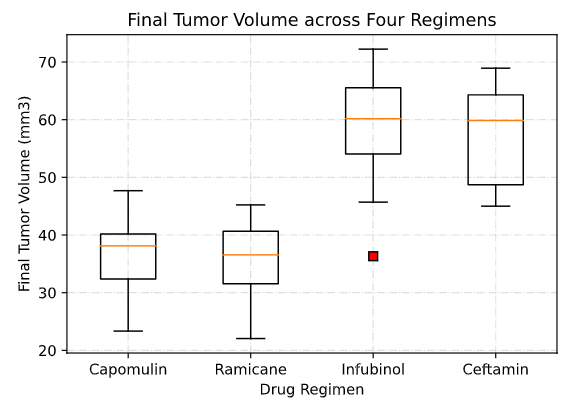 Final Tumor Volume across Four Regimens
Final Tumor Volume (mm3)
70
60
50
40
30
20
Capomulin Ramicane Infubinol Ceftamin
Drug Regimen